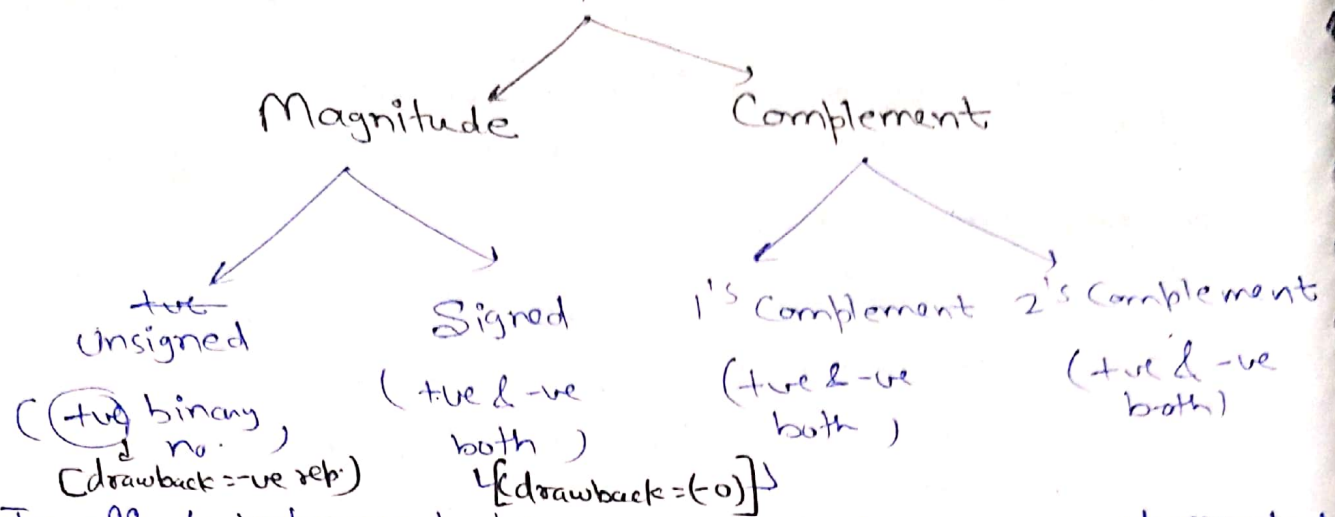 Magnitude Complement
Unsigned Signed 1's Complement 2's Complement
(+ve binary no.) (+ve & -ve both) (+ve & -ve both) (+ve & -ve both)
[drawback = -ve rep.) [drawback = (-0)]